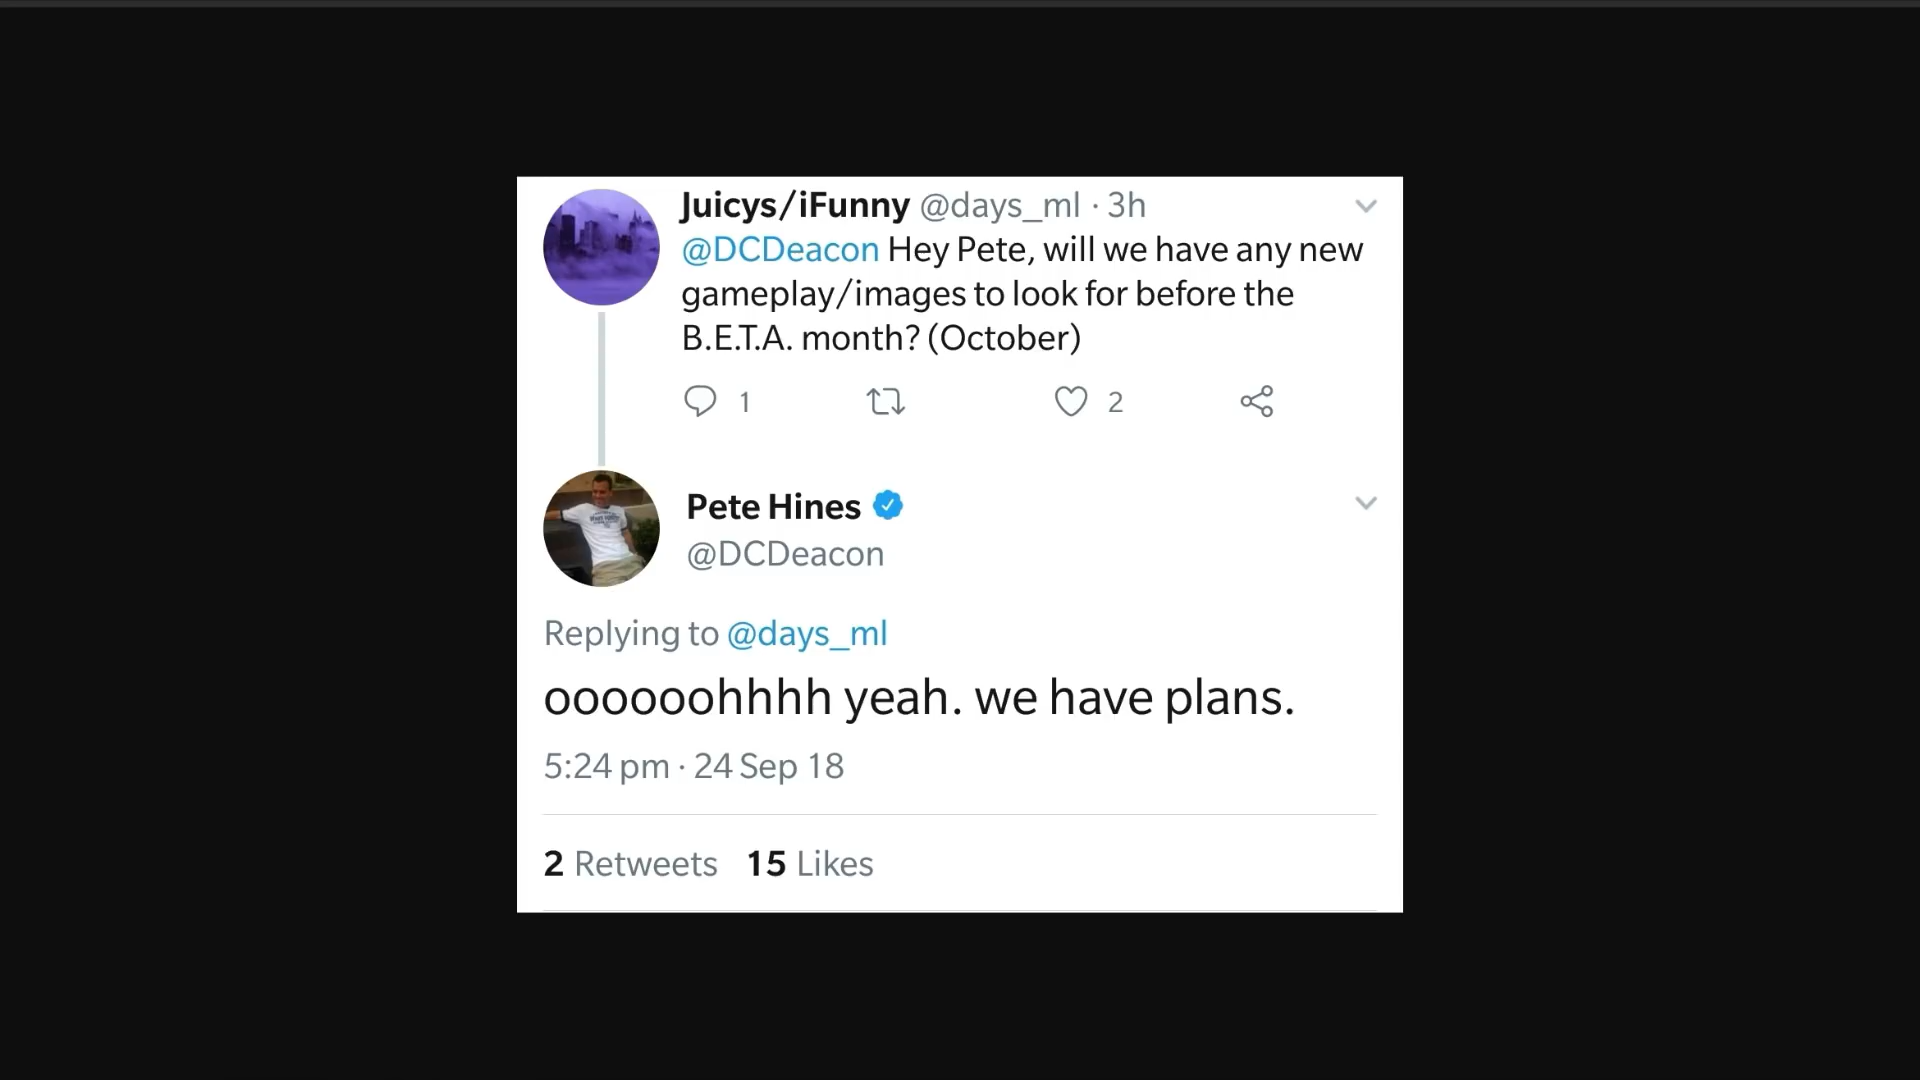 Juicys/iFunny @days_ml · 3h
@DCDeacon Hey Pete, will we have any new
gameplay/images to look for before the
B.E.T.A. month? (October)
1 2
Pete Hines
@DCDeacon
Replying to @days_ml
oooooohhhh yeah. we have plans.
5:24 pm · 24 Sep 18
2 Retweets 15 Likes